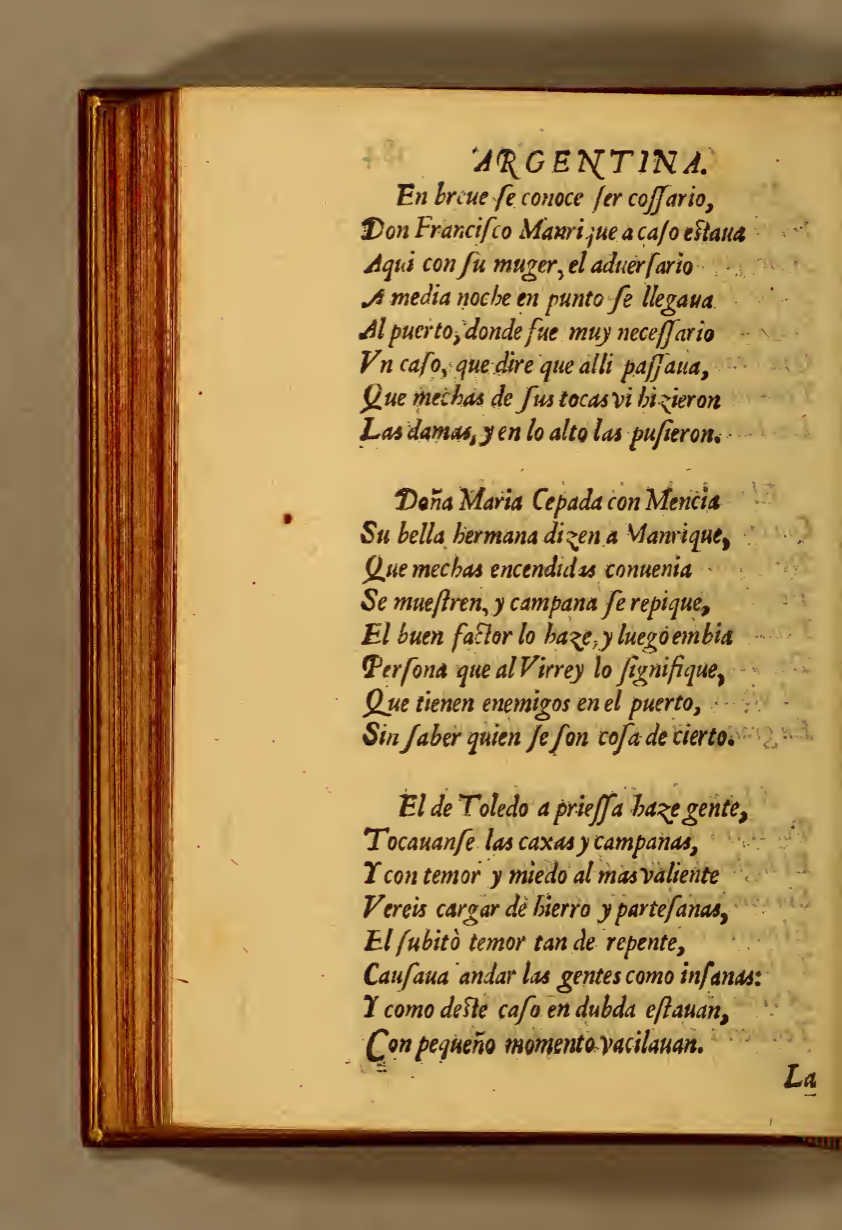 ARGENTINA.
En breue ſe conoce ſer coſſario,
Don Franciſco Manrique a caſo eſtaua
Aqui con ſu muger, el aduerſario
A media noche en punto ſe llegaua
Al puerto, donde fue muy neceſſario
Vn caſo, que dire que alli paſſaua,
Que mechas de ſus tocas vi hizieron
Las damas, y en lo alto las puſieron.
Doña Maria Cepada con Mencia
Su bella hermana dizen a Manrique,
Que mechas encendidas conuenia
Se mueſtren, y campana ſe repique,
El buen factor lo haze, y luego embia
Perſona que al Virrey lo ſignifique,
Que tienen enemigos en el puerto,
Sin ſaber quien ſe ſon coſa de cierto.
El de Toledo a prieſſa haze gente,
Tocauanſe las caxas y campanas,
Y con temor y miedo al mas valiente
Vereis cargar de hierro y parteſanas,
El ſubitò temor tan de repente,
Cauſaua andar las gentes como inſanas:
Y como deſte caſo en dubda eſtauan,
Con pequeño momento vacilauan.
La